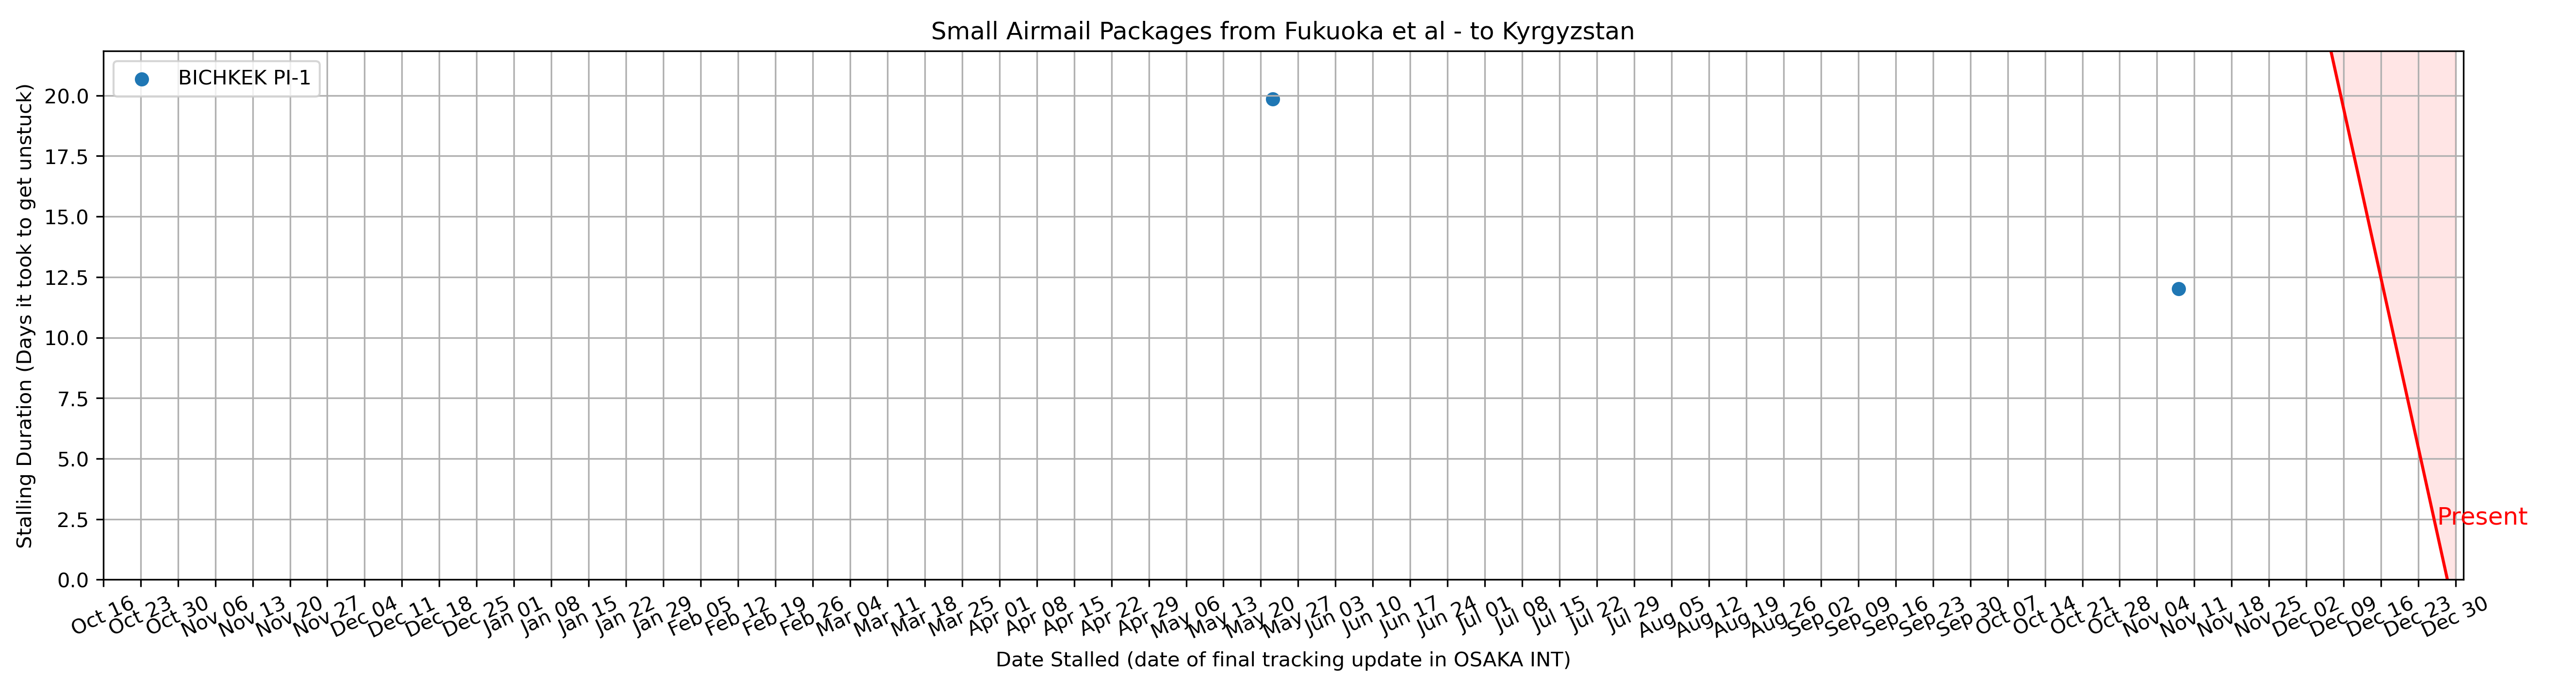 Small Airmail Packages from Fukuoka et al - to Kyrgyzstan
BICHKEK PI-1
Stalling Duration (Days it took to get unstuck)
20.0
17.5
15.0
12.5
10.0
7.5
5.0
2.5
0.0
Present
Oct 16
Oct 23
Oct 30
Nov 06
Nov 13
Nov 20
Nov 27
Dec 04
Dec 11
Dec 18
Dec 25
Jan 01
Jan 08
Jan 15
Jan 22
Jan 29
Feb 05
Feb 12
Feb 19
Feb 26
Mar 04
Mar 11
Mar 18
Mar 25
Apr 01
Apr 08
Apr 15
Apr 22
Apr 29
May 06
May 13
May 20
May 27
Jun 03
Jun 10
Jun 17
Jun 24
Jul 01
Jul 08
Jul 15
Jul 22
Jul 29
Aug 05
Aug 12
Aug 19
Aug 26
Sep 02
Sep 09
Sep 16
Sep 23
Sep 30
Oct 07
Oct 14
Oct 21
Oct 28
Nov 04
Nov 11
Nov 18
Nov 25
Dec 02
Dec 09
Dec 16
Dec 23
Dec 30
Date Stalled (date of final tracking update in OSAKA INT)